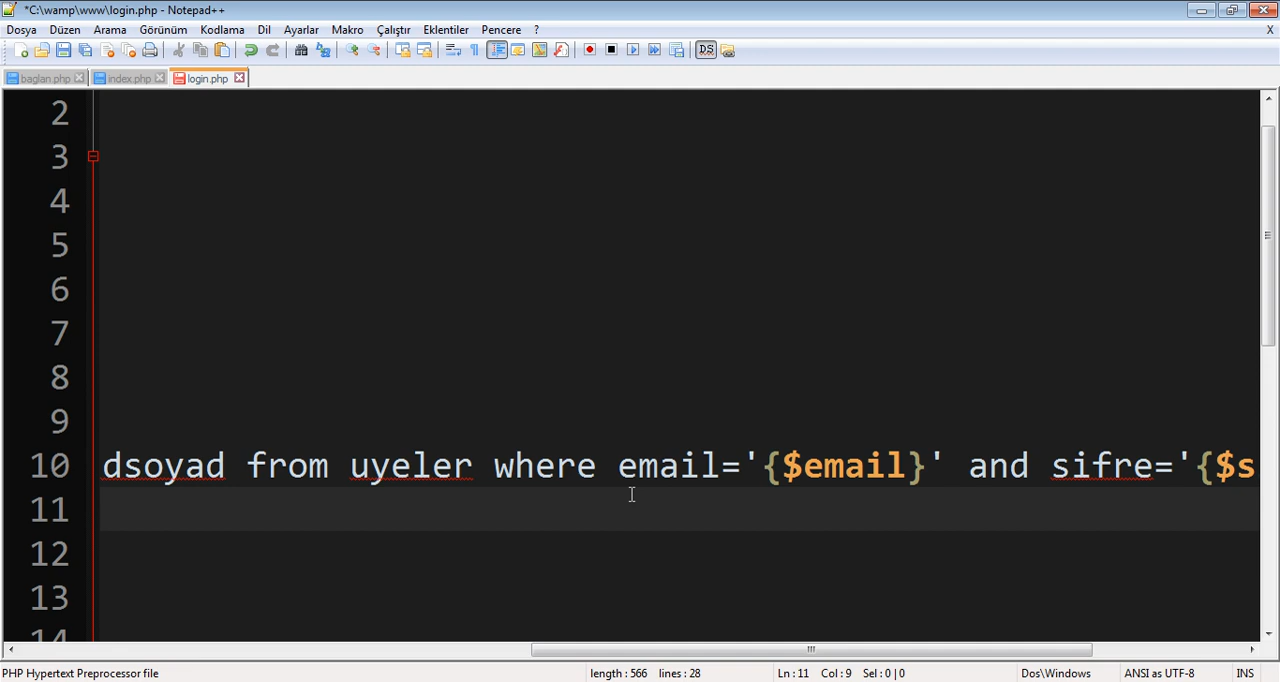 *C:\wamp\www\login.php - Notepad++
Dosya Düzen Arama Görünüm Kodlama Dil Ayarlar Makro Çalıştır Eklentiler Pencere ? X
baglan.php index.php login.php
2
3
4
5
6
7
8
9
10 dsoyad from uyeler where email='{$email}' and sifre='{$s
11
12
13
14
PHP Hypertext Preprocessor file length : 566 lines : 28 Ln : 11 Col : 9 Sel : 0 | 0 Dos\Windows ANSI as UTF-8 INS